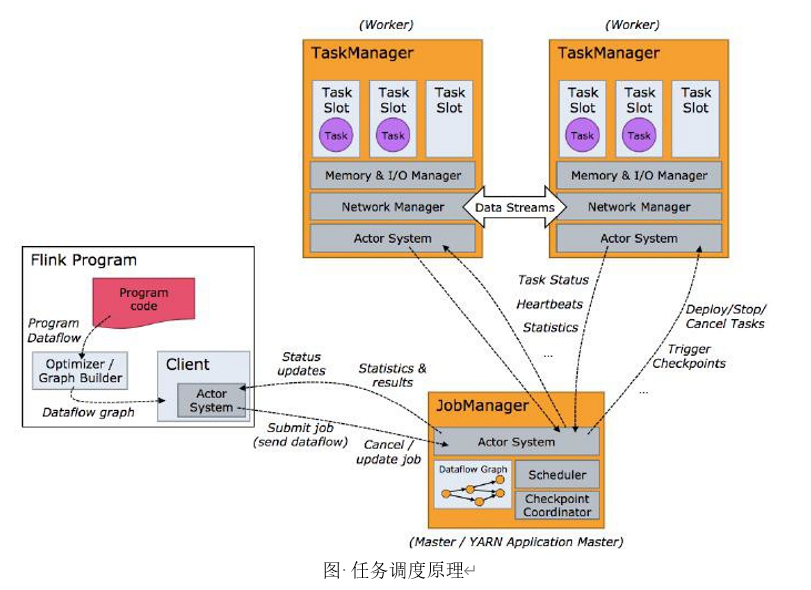 (Worker)
(Worker)
TaskManager
Task
Slot
Task
Task
Slot
Task
Task
Slot
Memory & I/O Manager
Network Manager
Actor System
Data Streams
TaskManager
Task
Slot
Task
Task
Slot
Task
Task
Slot
Memory & I/O Manager
Network Manager
Actor System
Flink Program
Program
code
Program
Dataflow
Optimizer /
Graph Builder
Dataflow graph
Client
Actor
System
Status
updates
Statistics &
results
Submit job
(send dataflow)
Cancel /
update job
Task Status
Heartbeats
Statistics
...
Deploy/Stop/
Cancel Tasks
Trigger
Checkpoints
...
JobManager
Actor System
Dataflow Graph
Scheduler
Checkpoint
Coordinator
(Master / YARN Application Master)
图·任务调度原理↵